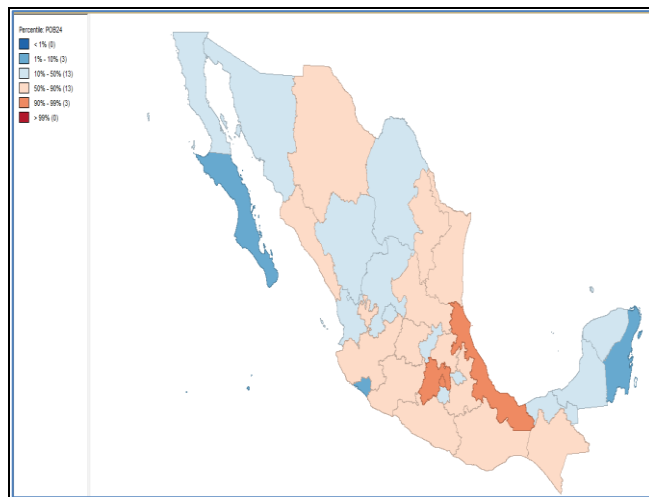 Percentile: POB24
< 1% (0)
1% - 10% (3)
10% - 50% (13)
50% - 90% (13)
90% - 99% (3)
> 99% (0)